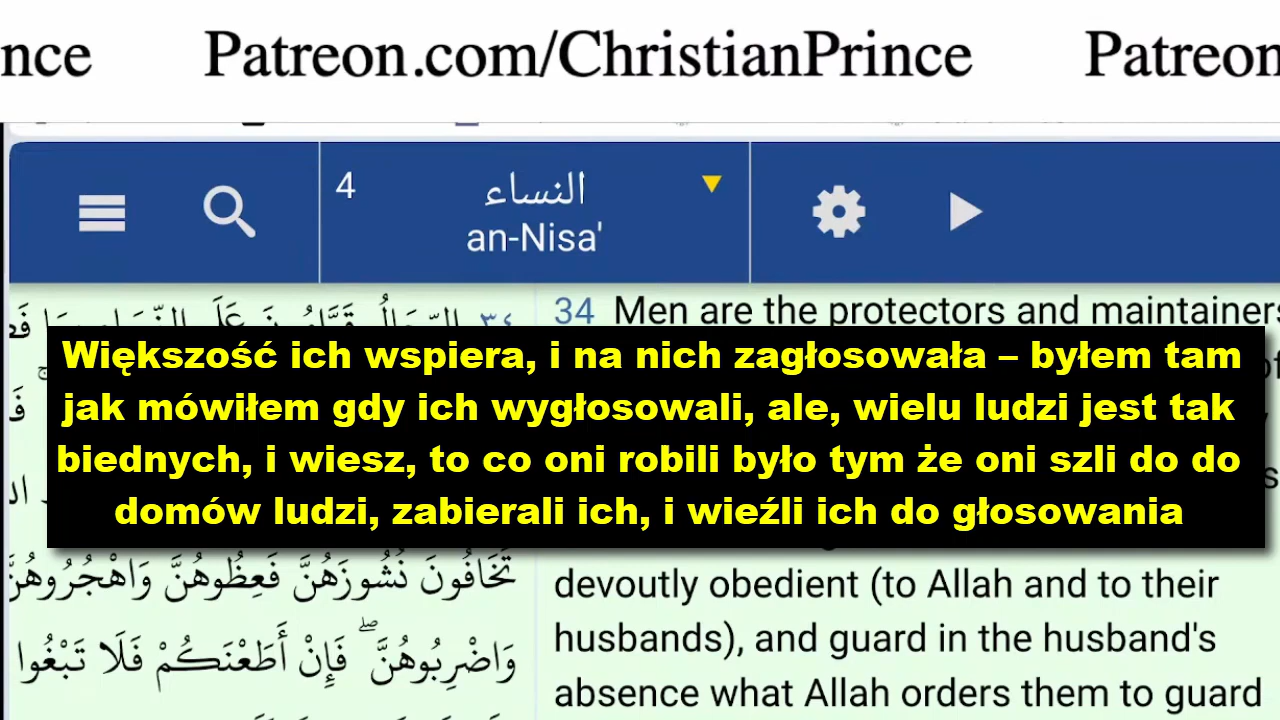 nce Patreon.com/ChristianPrince Patreon
4 النساء
an-Nisa'
34 Men are the protectors and maintainers
Większość ich wspiera, i na nich zagłosowała – byłem tam
jak mówiłem gdy ich wygłosowali, ale, wielu ludzi jest tak
biednych, i wiesz, to co oni robili było tym że oni szli do do
domów ludzi, zabierali ich, i wieźli ich do głosowania
تَخَافُونَ نُشُوزَهُنَّ فَعِظُوهُنَّ وَاهْجُرُوهُنَّ
وَاضْرِبُوهُنَّ ۖ فَإِنْ أَطَعْنَكُمْ فَلَا تَبْغُوا
devoutly obedient (to Allah and to their
husbands), and guard in the husband's
absence what Allah orders them to guard